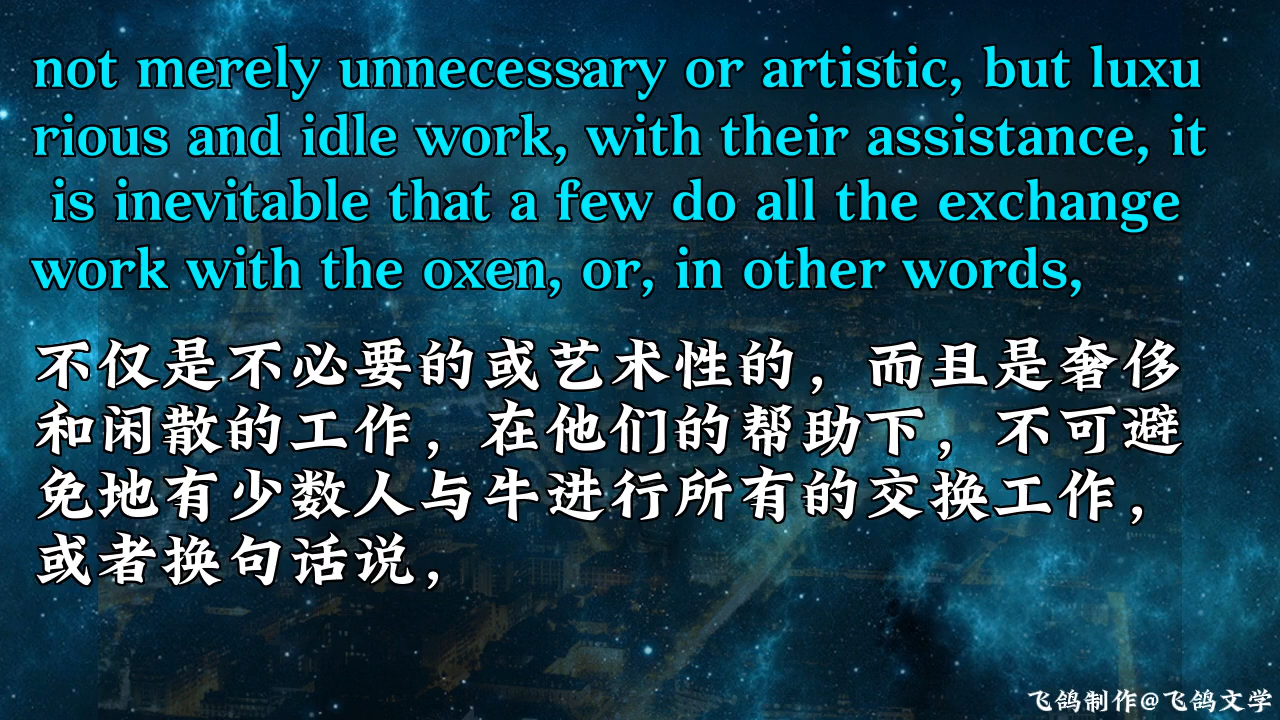 not merely unnecessary or artistic, but luxu
rious and idle work, with their assistance, it
is inevitable that a few do all the exchange
work with the oxen, or, in other words,
不仅是不必要的或艺术性的，而且是奢侈
和闲散的工作，在他们的帮助下，不可避
免地有少数人与牛进行所有的交换工作，
或者换句话说，
飞鸽制作@飞鸽文学